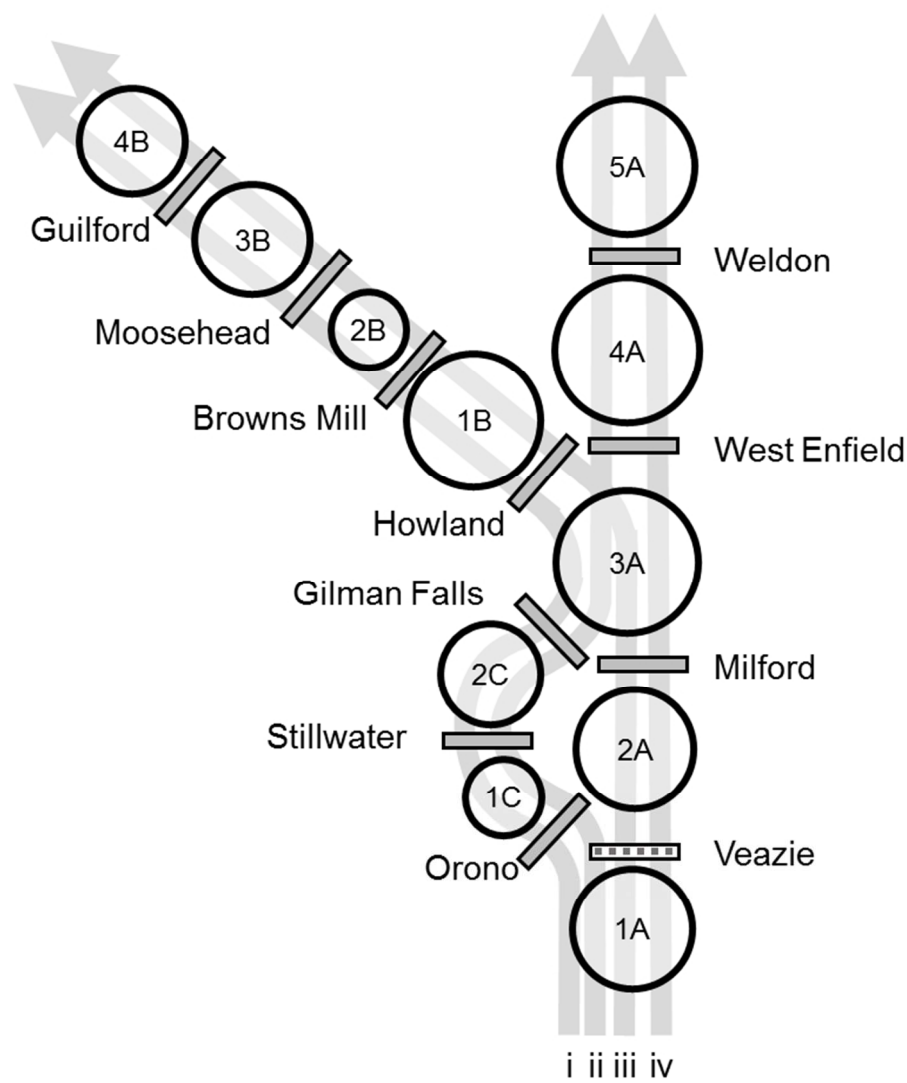 4B
5A
Guilford
3B
Weldon
Moosehead
2B
4A
Browns Mill
1B
West Enfield
Howland
3A
Gilman Falls
2C
Milford
Stillwater
2A
1C
Orono
Veazie
1A
i ii iii iv